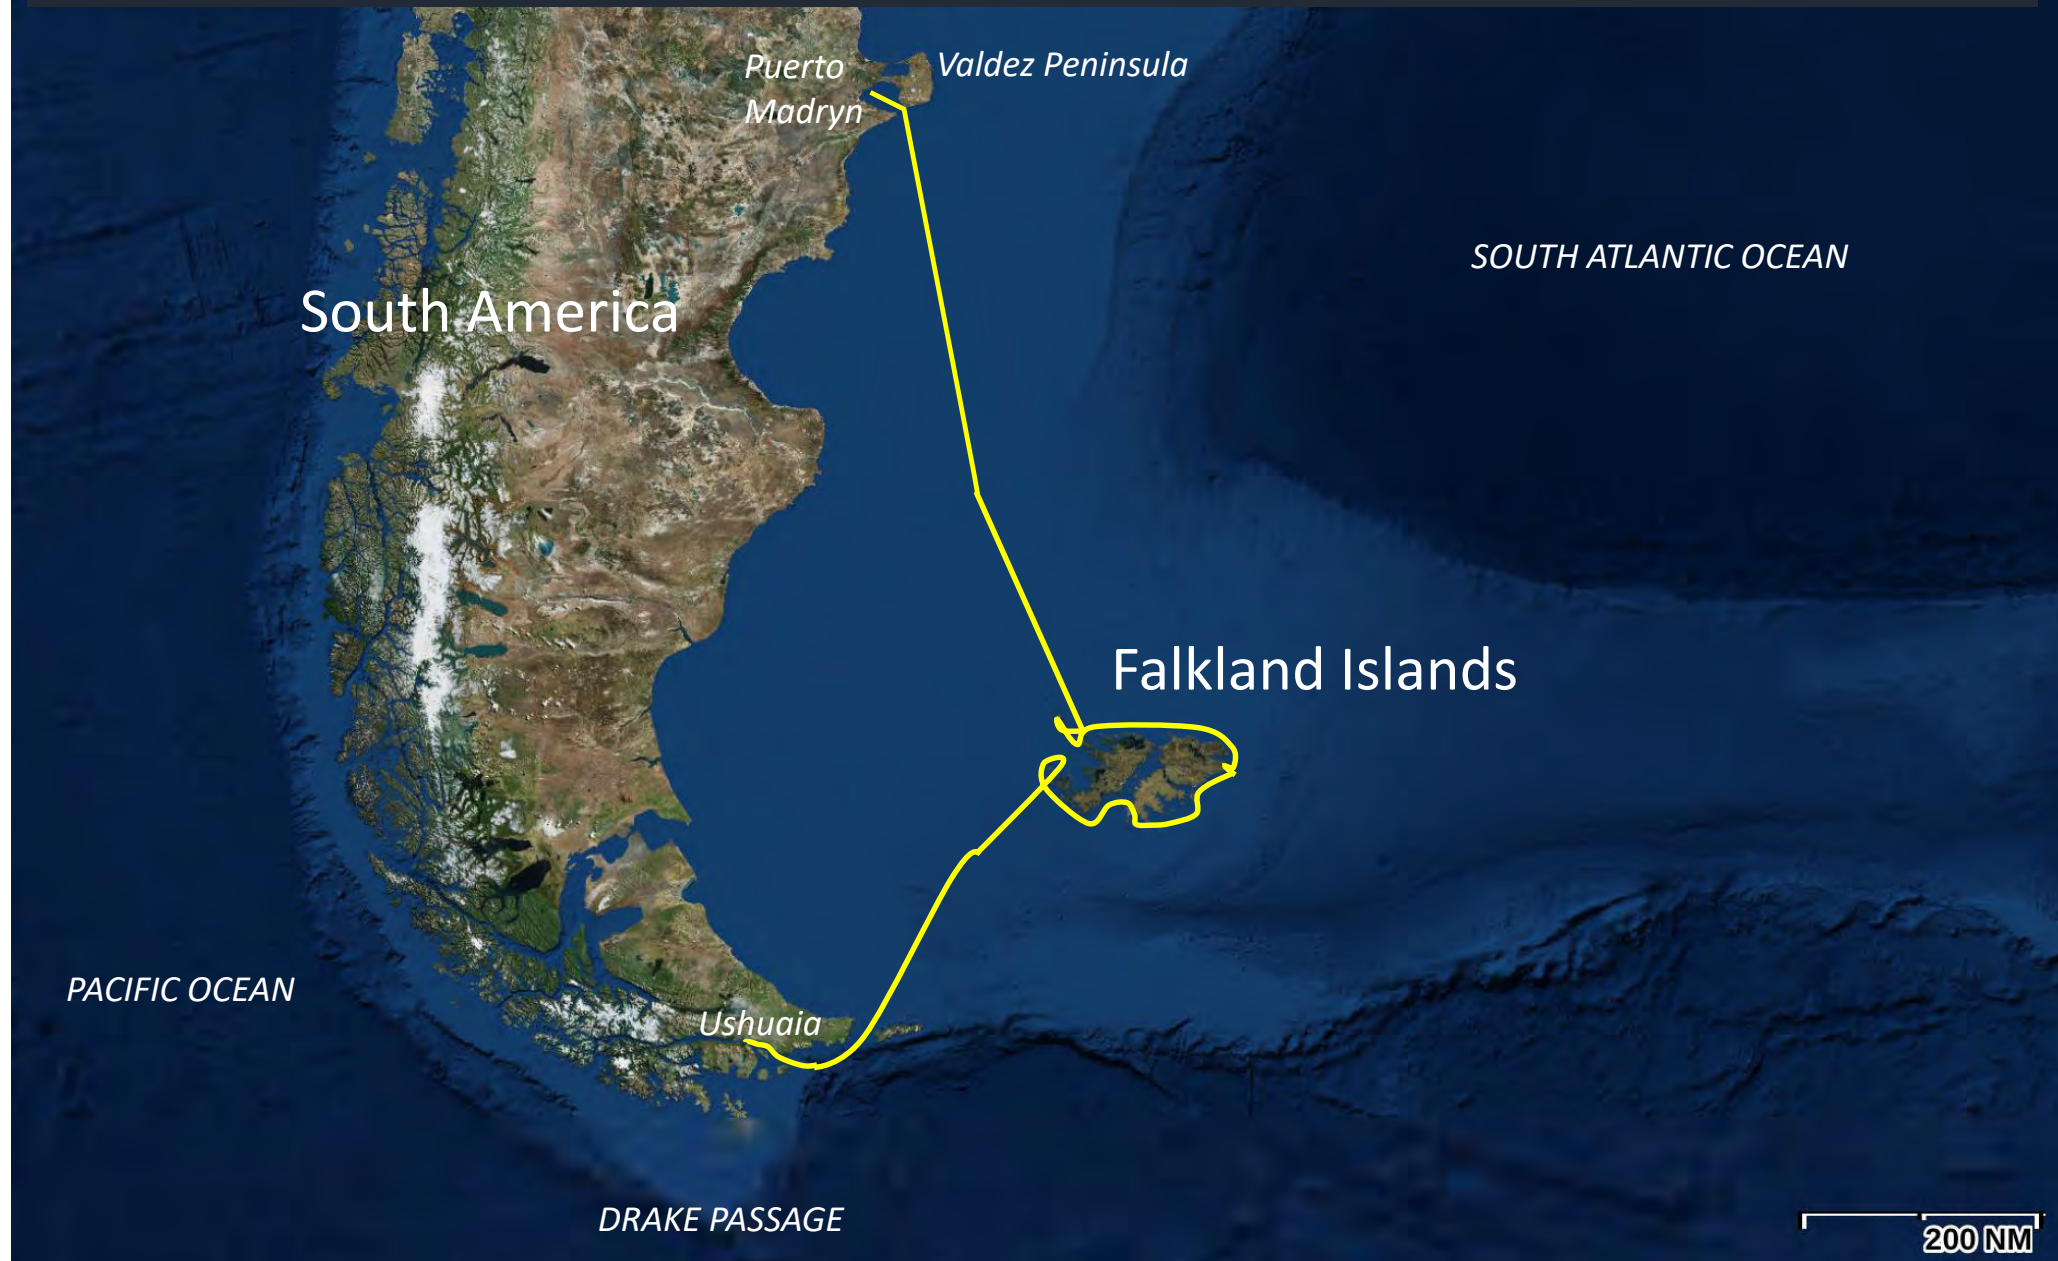 Puerto
Madryn
Valdez Peninsula
SOUTH ATLANTIC OCEAN
South America
Falkland Islands
PACIFIC OCEAN
Ushuaia
DRAKE PASSAGE
200 NM